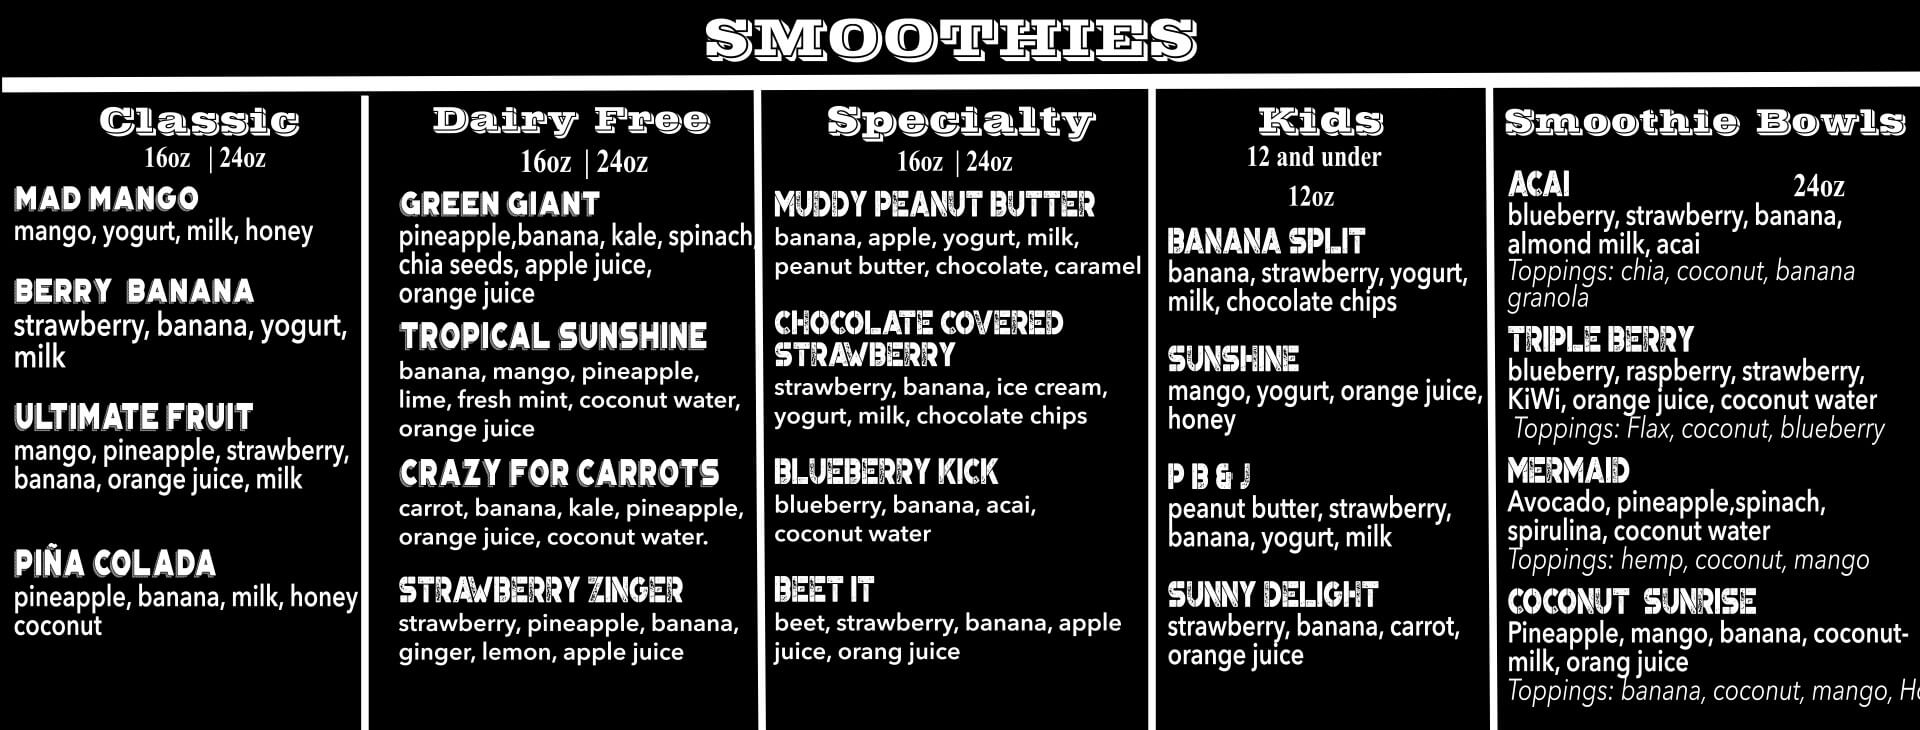 SMOOTHIES
Classic
16oz | 24oz
MAD MANGO
mango, yogurt, milk, honey
BERRY BANANA
strawberry, banana, yogurt,
milk
ULTIMATE FRUIT
mango, pineapple, strawberry,
banana, orange juice, milk
PIÑA COLADA
pineapple, banana, milk, honey
coconut
Dairy Free
16oz | 24oz
GREEN GIANT
pineapple,banana, kale, spinach,
chia seeds, apple juice,
orange juice
TROPICAL SUNSHINE
banana, mango, pineapple,
lime, fresh mint, coconut water,
orange juice
CRAZY FOR CARROTS
carrot, banana, kale, pineapple,
orange juice, coconut water.
STRAWBERRY ZINGER
strawberry, pineapple, banana,
ginger, lemon, apple juice
Specialty
16oz | 24oz
MUDDY PEANUT BUTTER
banana, apple, yogurt, milk,
peanut butter, chocolate, caramel
CHOCOLATE COVERED
STRAWBERRY
strawberry, banana, ice cream,
yogurt, milk, chocolate chips
BLUEBERRY KICK
blueberry, banana, acai,
coconut water
BEET IT
beet, strawberry, banana, apple
juice, orang juice
Kids
12 and under
12oz
BANANA SPLIT
banana, strawberry, yogurt,
milk, chocolate chips
SUNSHINE
mango, yogurt, orange juice,
honey
P B & J
peanut butter, strawberry,
banana, yogurt, milk
SUNNY DELIGHT
strawberry, banana, carrot,
orange juice
Smoothie Bowls
ACAI 24oz
blueberry, strawberry, banana,
almond milk, acai
Toppings: chia, coconut, banana
granola
TRIPLE BERRY
blueberry, raspberry, strawberry,
KiWi, orange juice, coconut water
Toppings: Flax, coconut, blueberry
MERMAID
Avocado, pineapple,spinach,
spirulina, coconut water
Toppings: hemp, coconut, mango
COCONUT SUNRISE
Pineapple, mango, banana, coconut-
milk, orang juice
Toppings: banana, coconut, mango,